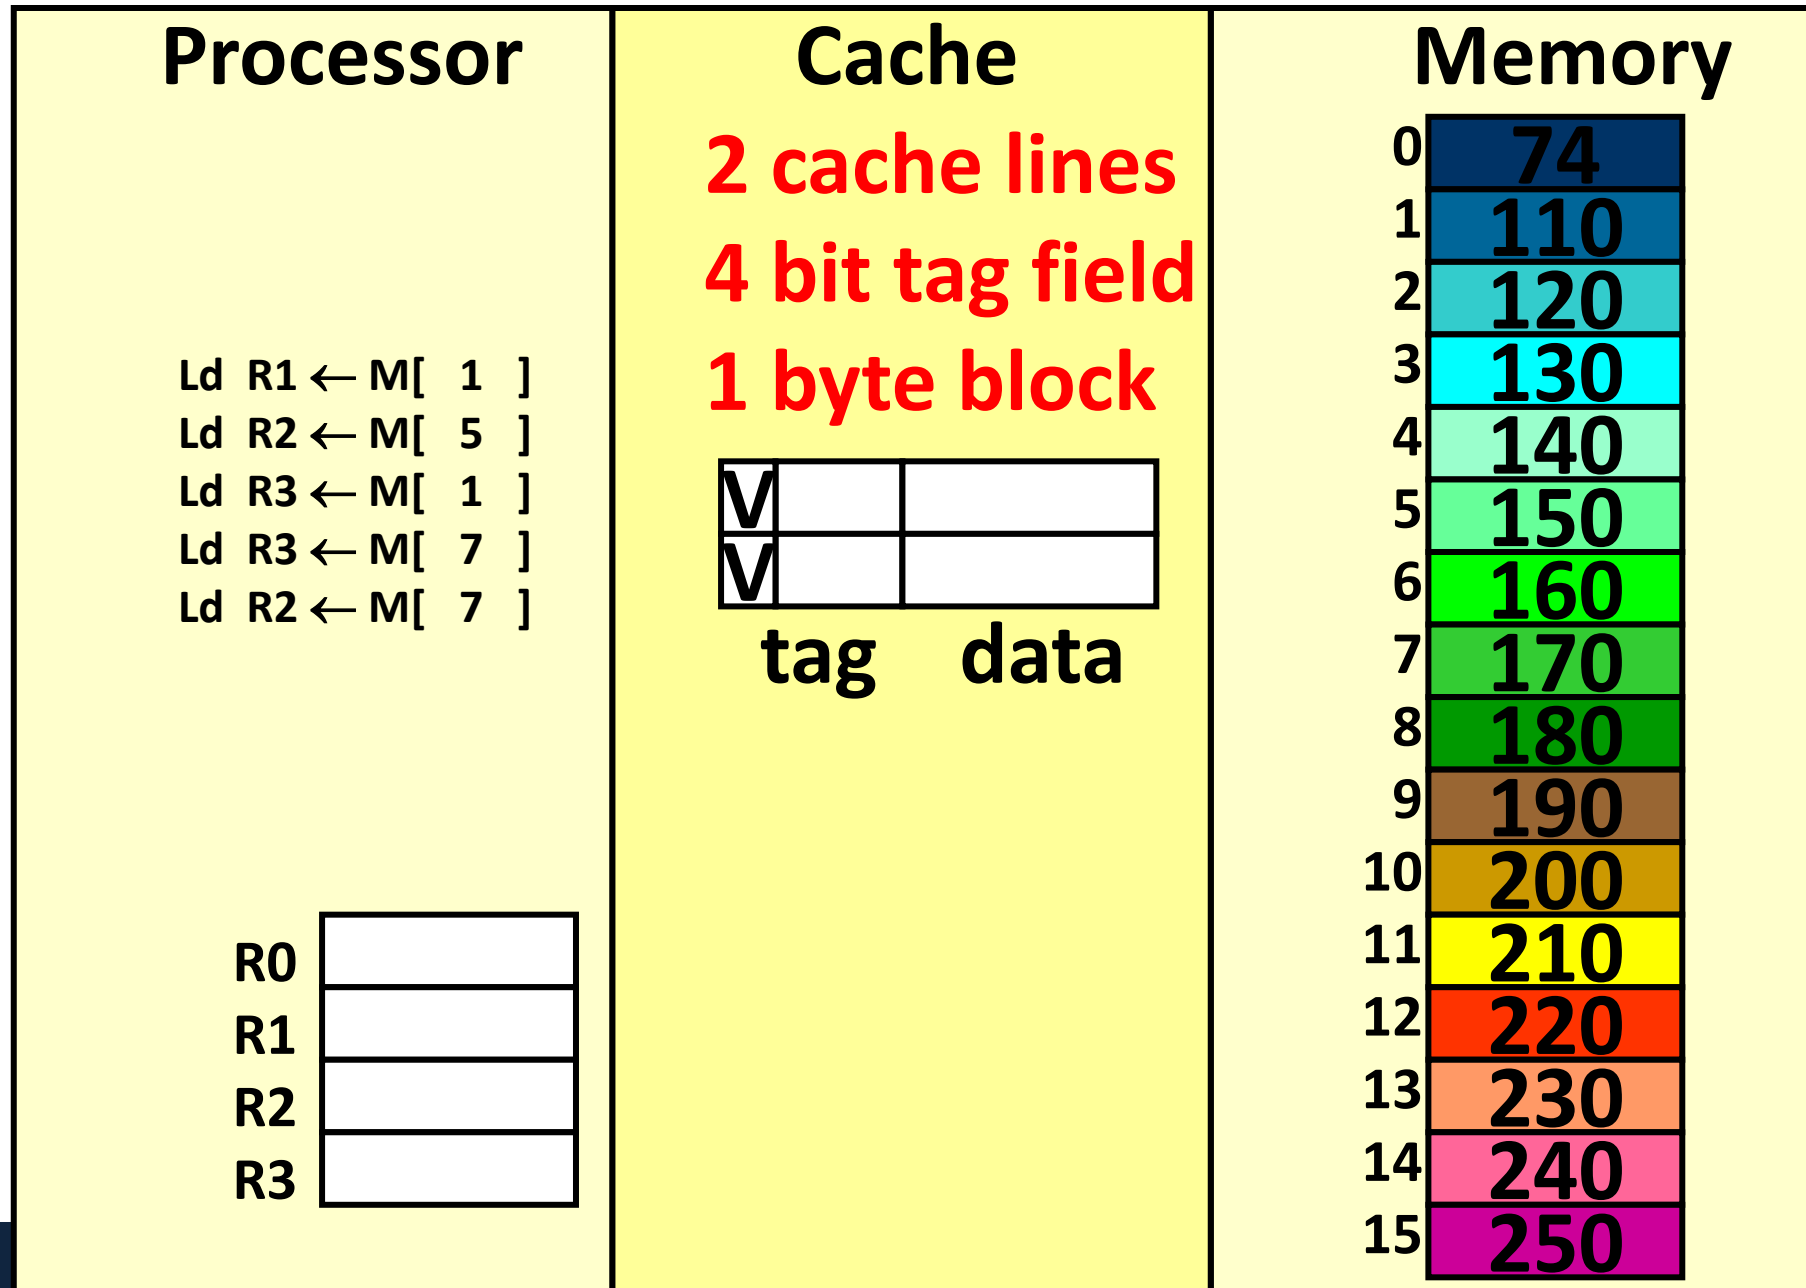 Processor
Ld R1 ← M[ 1 ]
Ld R2 ← M[ 5 ]
Ld R3 ← M[ 1 ]
Ld R3 ← M[ 7 ]
Ld R2 ← M[ 7 ]
R0
R1
R2
R3
Cache
2 cache lines
4 bit tag field
1 byte block
V
V
tag data
Memory
0 74
1 110
2 120
3 130
4 140
5 150
6 160
7 170
8 180
9 190
10 200
11 210
12 220
13 230
14 240
15 250